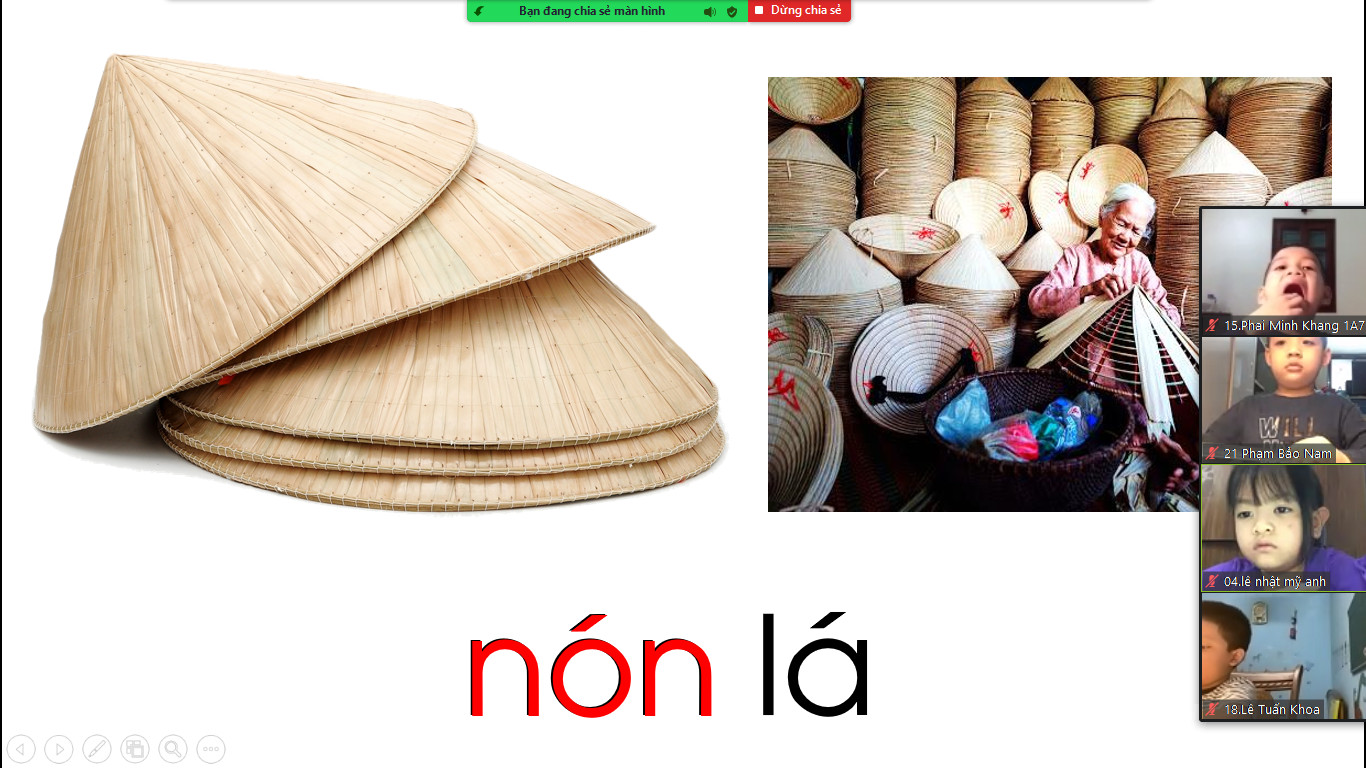 Bạn đang chia sẻ màn hình
Dừng chia sẻ
15.Phai Minh Khang 1A7
21 Phạm Bảo Nam
04.lê nhật mỹ anh
18.Lê Tuấn Khoa
nón lá